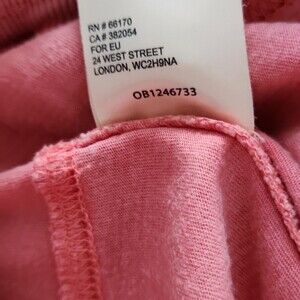 RN # 66170
CA # 382054
FOR EU
24 WEST STREET
LONDON, WC2H9NA
OB1246733